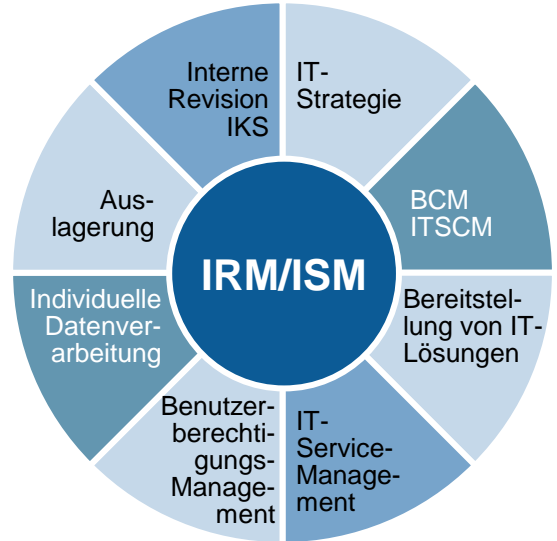 Interne
Revision
IKS
IT-
Strategie
Aus-
lagerung
BCM
ITSCM
IRM/ISM
Individuelle
Datenver-
arbeitung
Bereitstel-
lung von IT-
Lösungen
Benutzer-
berechti-
gungs-
Manage-
ment
IT-
Service-
Manage-
ment